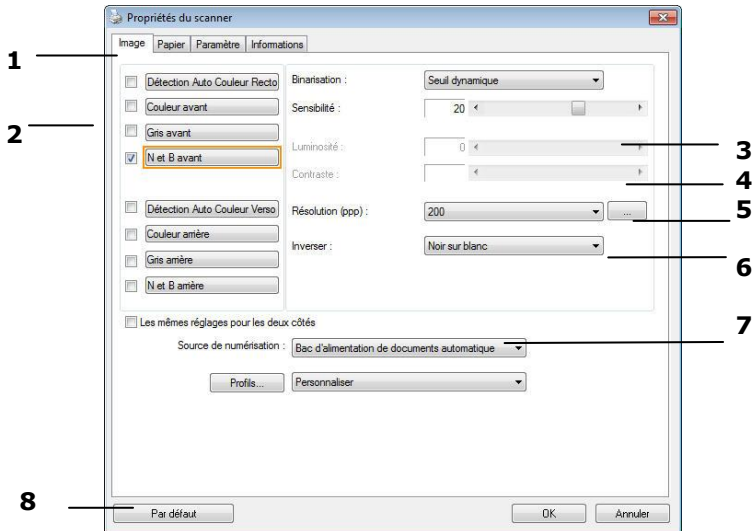 Propriétés du scanner
Image Papier Paramètre Informations
1
Détection Auto Couleur Recto
Binarisation : Seuil dynamique
Couleur avant
Sensibilité : 20
2
Gris avant
Luminosité : 0
3
N et B avant
Contraste :
4
Détection Auto Couleur Verso
Résolution (ppp) : 200 ...
5
Couleur arrière
Inverser : Noir sur blanc
6
Gris arrière
N et B arrière
Les mêmes réglages pour les deux côtés
7
Source de numérisation : Bac d'alimentation de documents automatique
Profils... Personnaliser
8
Par défaut OK Annuler